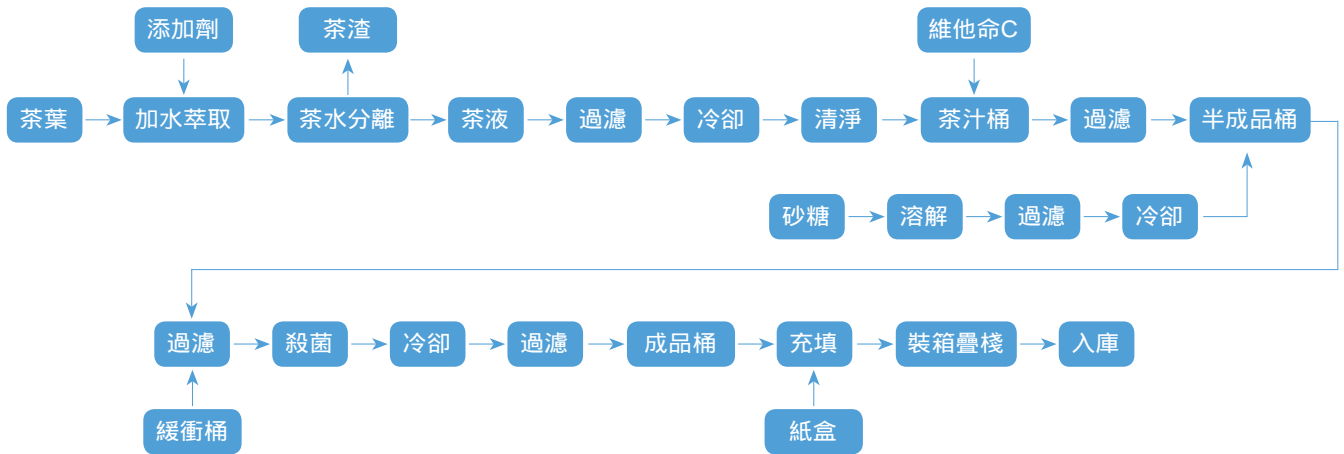 添加劑
茶渣
維他命C
茶葉
加水萃取
茶水分離
茶液
過濾
冷卻
清淨
茶汁桶
過濾
半成品桶
砂糖
溶解
過濾
冷卻
過濾
殺菌
冷卻
過濾
成品桶
充填
裝箱疊棧
入庫
緩衝桶
紙盒